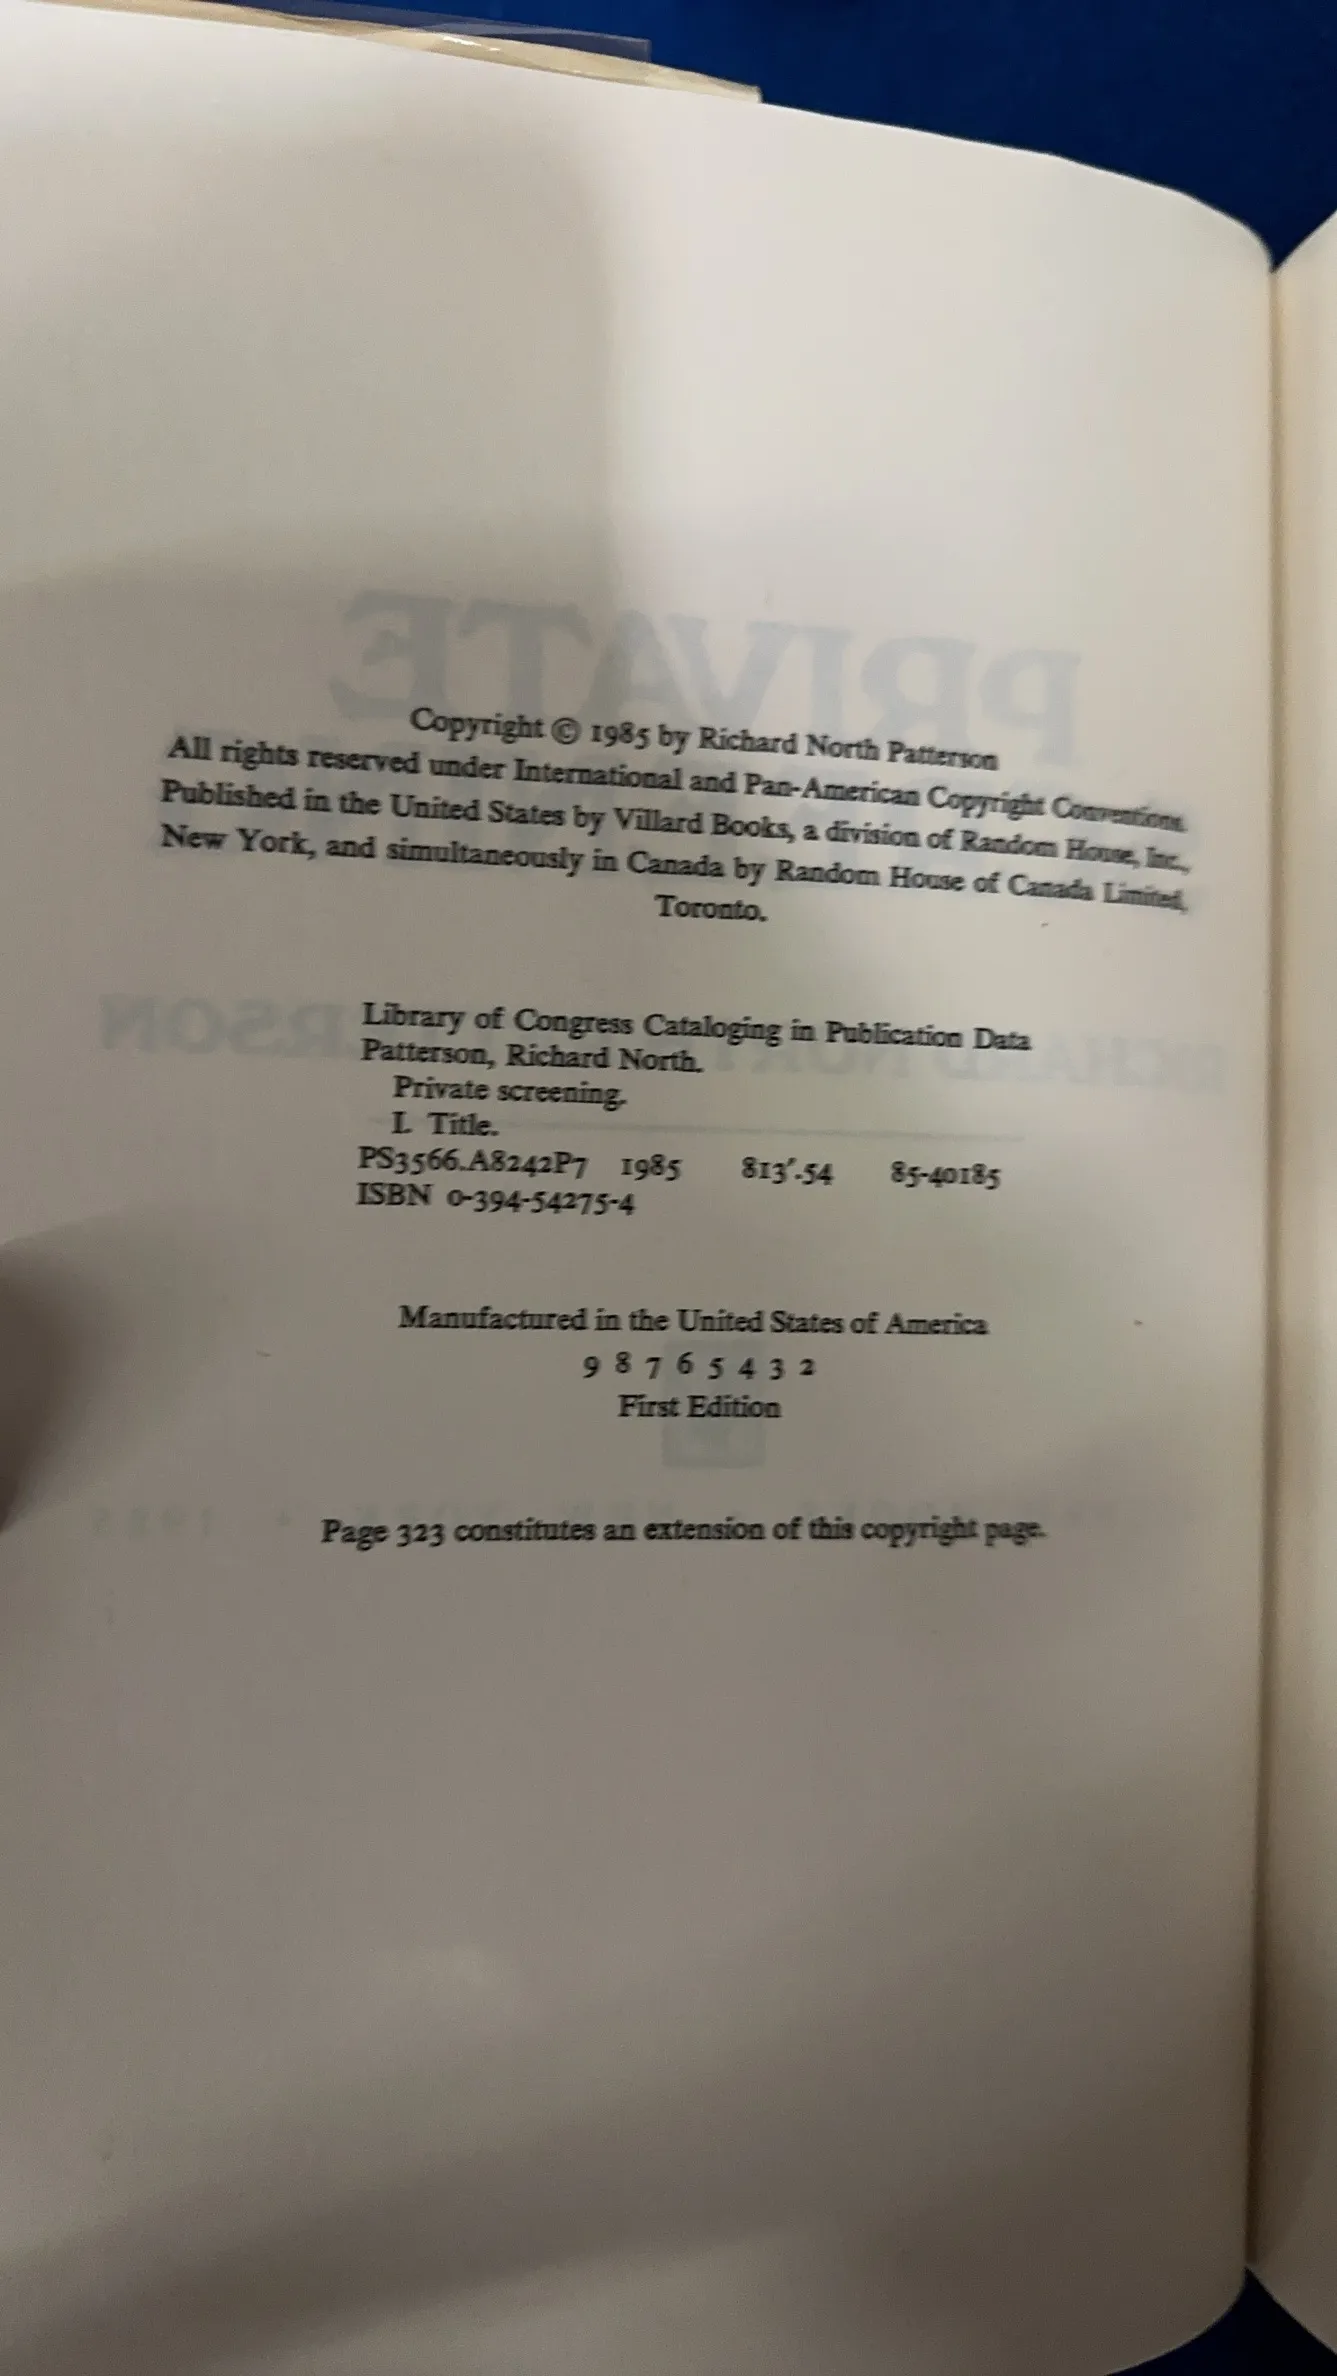 Copyright © 1985 by Richard North Patterson
All rights reserved under International and Pan-American Copyright Conventions.
Published in the United States by Villard Books, a division of Random House, Inc.,
New York, and simultaneously in Canada by Random House of Canada Limited,
Toronto.
Library of Congress Cataloging in Publication Data
Patterson, Richard North.
Private screening.
I. Title.
PS3566.A8242P7 1985 813'.54 85-40185
ISBN 0-394-54275-4
Manufactured in the United States of America
9 8 7 6 5 4 3 2
First Edition
Page 323 constitutes an extension of this copyright page.